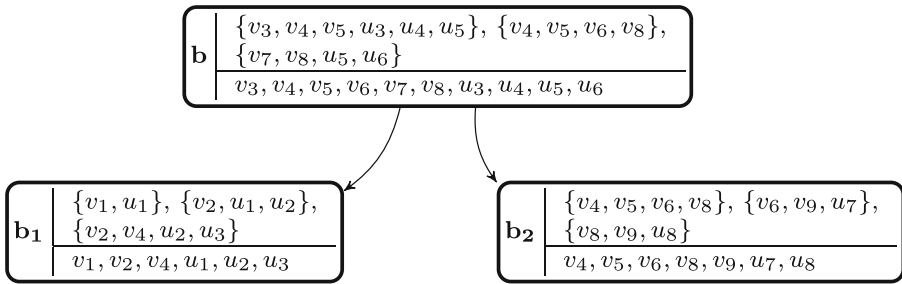 b
{v₃, v₄, v₅, u₃, u₄, u₅}, {v₄, v₅, v₆, v₈},
{v₇, v₈, u₅, u₆}
v₃, v₄, v₅, v₆, v₇, v₈, u₃, u₄, u₅, u₆
b₁
{v₁, u₁}, {v₂, u₁, u₂},
{v₂, v₄, u₂, u₃}
v₁, v₂, v₄, u₁, u₂, u₃
b₂
{v₄, v₅, v₆, v₈}, {v₆, v₉, u₇},
{v₈, v₉, u₈}
v₄, v₅, v₆, v₈, v₉, u₇, u₈